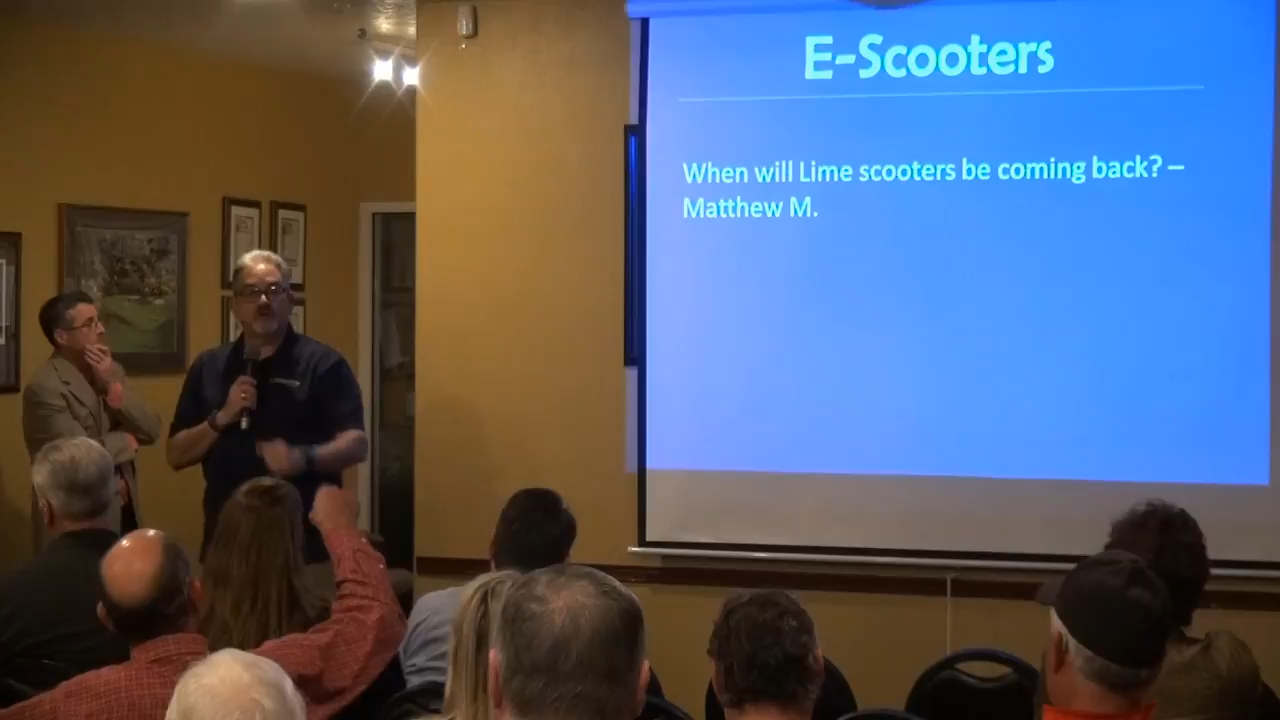 E-Scooters
When will Lime scooters be coming back? –
Matthew M.